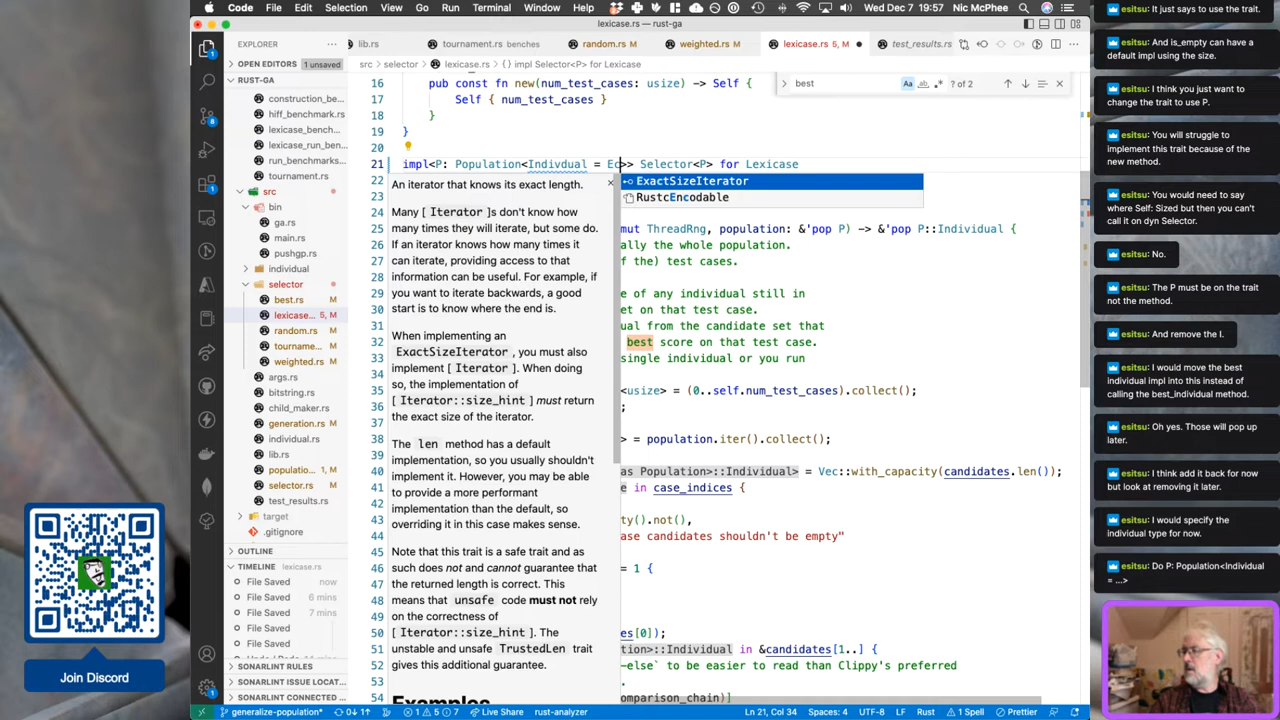 Code File Edit Selection View Go Run Terminal Window Help
Wed Dec 7 17:57 Nic McPhee
lexicase.rs — rust-ga
EXPLORER
OPEN EDITORS 1 unsaved
RUST-GA
construction_be...
hiff_benchmark.rs
lexicase_bench...
lexicase_run_ben
run_benchmarks...
tournament.rs
src
bin
ga.rs
main.rs
pushgp.rs
individual
selector
best.rs M
lexicase... 5, M
random.rs M
tourname... M
weighted.rs M
args.rs
bitstring.rs
child_maker.rs
generation.rs M
individual.rs
lib.rs
populatio... 1, M
selector.rs M
test_results.rs
target
.gitignore
OUTLINE
TIMELINE lexicase.rs
File Saved now
File Saved 6 mins
File Saved 7 mins
File Saved
File Saved
SONARLINT RULES
SONARLINT ISSUE LOCAT...
SONARLINT CONNECTED ...
lib.rs
tournament.rs benches
random.rs M
weighted.rs M
lexicase.rs 5, M
test_results.rs
src > selector > lexicase.rs > {} impl Selector<P> for Lexicase
best
Aa
ab
.*
? of 2
16 pub const fn new(num_test_cases: usize) -> Self {
17 Self { num_test_cases }
18 }
19 }
20
21 impl<P: Population<Indivdual = Ec>> Selector<P> for Lexicase
22
23
24
25 mut ThreadRng, population: &'pop P) -> &'pop P::Individual {
26 ally the whole population.
27 f the) test cases.
28
29 e of any individual still in
30 et on that test case.
31 ual from the candidate set that
32 best score on that test case.
33 single individual or you run
34
35 <usize> = (0..self.num_test_cases).collect();
36 ;
37
38 > = population.iter().collect();
39
40 as Population>::Individual> = Vec::with_capacity(candidates.len());
41 e in case_indices {
42
43 ty().not(),
44 ase candidates shouldn't be empty"
45
46 = 1 {
47
48
49
50 es[0]);
51 tion>::Individual in &candidates[1..] {
52 -else` to be easier to read than Clippy's preferred
53 .
54 omparison_chain)]
ExactSizeIterator
RustcEncodable
An iterator that knows its exact length.
Many [ Iterator ]s don't know how
many times they will iterate, but some do.
If an iterator knows how many times it
can iterate, providing access to that
information can be useful. For example, if
you want to iterate backwards, a good
start is to know where the end is.
When implementing an
ExactSizeIterator , you must also
implement [ Iterator ]. When doing
so, the implementation of
[ Iterator::size_hint ] must return
the exact size of the iterator.
The len method has a default
implementation, so you usually shouldn't
implement it. However, you may be able
to provide a more performant
implementation than the default, so
overriding it in this case makes sense.
Note that this trait is a safe trait and as
such does not and cannot guarantee that
the returned length is correct. This
means that unsafe code must not rely
on the correctness of
[ Iterator::size_hint ]. The
unstable and unsafe TrustedLen trait
gives this additional guarantee.
Examples
generalize-population* 0↓ 1↑ 1 5 7 Live Share rust-analyzer
Ln 21, Col 34 Spaces: 4 UTF-8 LF Rust 1 Spell Prettier
Join Discord
esitsu: It just says to use the trait.
esitsu: And is_empty can have a
default impl using the size.
esitsu: I think you just want to
change the trait to use P.
esitsu: You will struggle to
implement this trait because of the
new method.
esitsu: You would need to say
where Self: Sized but then you can't
call it on dyn Selector.
esitsu: No.
esitsu: The P must be on the trait
not the method.
esitsu: And remove the I.
esitsu: I would move the best
individual impl into this instead of
calling the best_individual method.
esitsu: Oh yes. Those will pop up
later.
esitsu: I think add it back for now
but look at removing it later.
esitsu: I would specify the
individual type for now.
esitsu: Do P: Population<Individual
= ...>